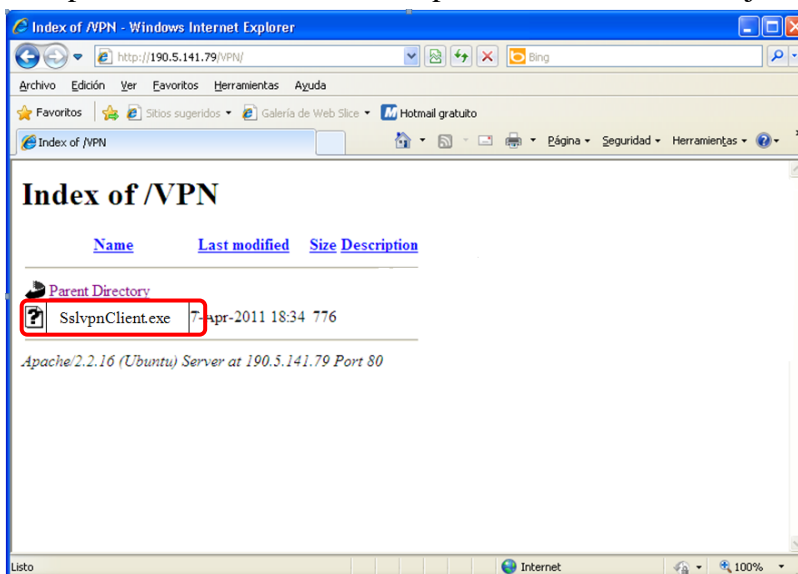 Index of /VPN - Windows Internet Explorer
http://190.5.141.79/VPN/
Bing
Archivo Edición Ver Favoritos Herramientas Ayuda
Favoritos Sitios sugeridos Galería de Web Slice Hotmail gratuito
Index of /VPN Página Seguridad Herramientas
Index of /VPN
Name Last modified Size Description
Parent Directory
SslvpnClient.exe 7-Apr-2011 18:34 776
Apache/2.2.16 (Ubuntu) Server at 190.5.141.79 Port 80
Listo Internet 100%